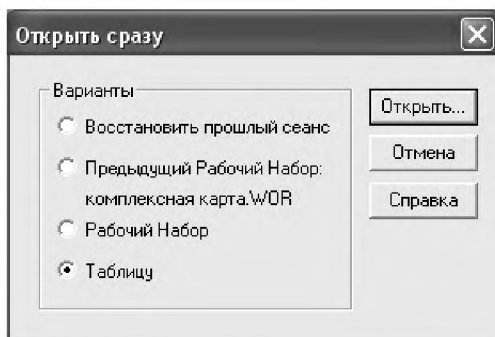 Открыть сразу
Варианты
Восстановить прошлый сеанс
Предыдущий Рабочий Набор:
комплексная карта.WOR
Рабочий Набор
Таблицу
Открыть...
Отмена
Справка